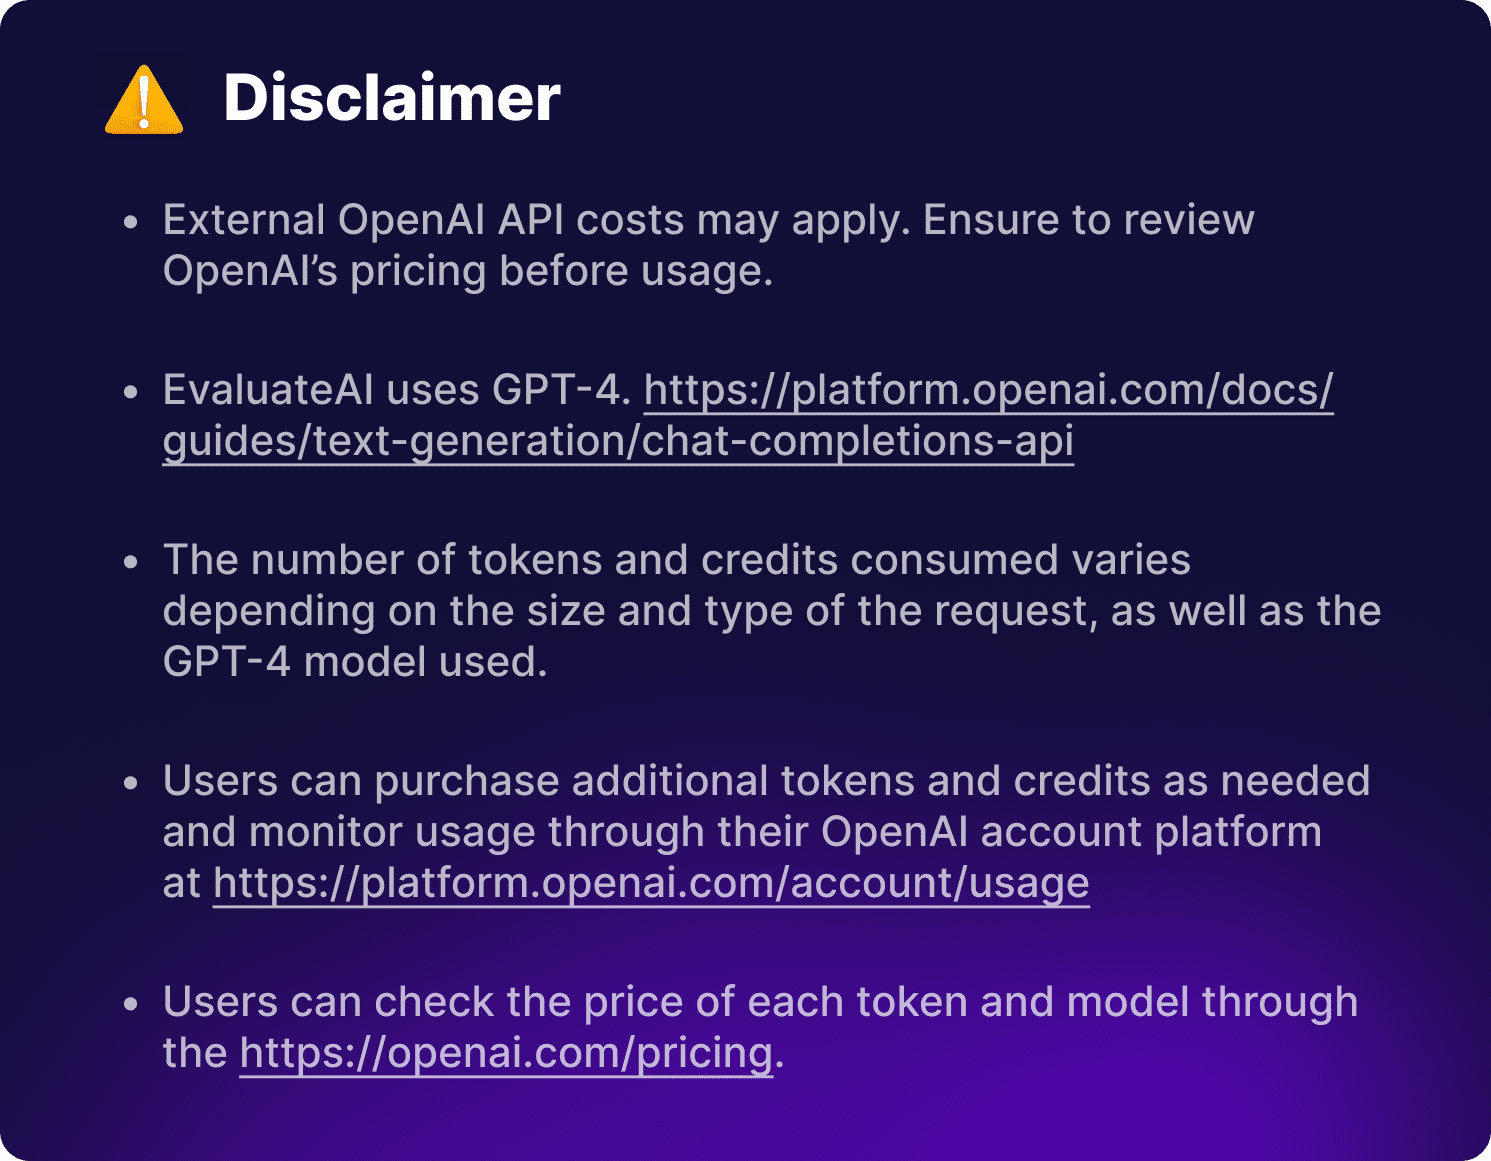 Disclaimer
• External OpenAI API costs may apply. Ensure to review
OpenAI’s pricing before usage.
• EvaluateAI uses GPT-4. https://platform.openai.com/docs/
guides/text-generation/chat-completions-api
• The number of tokens and credits consumed varies
depending on the size and type of the request, as well as the
GPT-4 model used.
• Users can purchase additional tokens and credits as needed
and monitor usage through their OpenAI account platform
at https://platform.openai.com/account/usage
• Users can check the price of each token and model through
the https://openai.com/pricing.